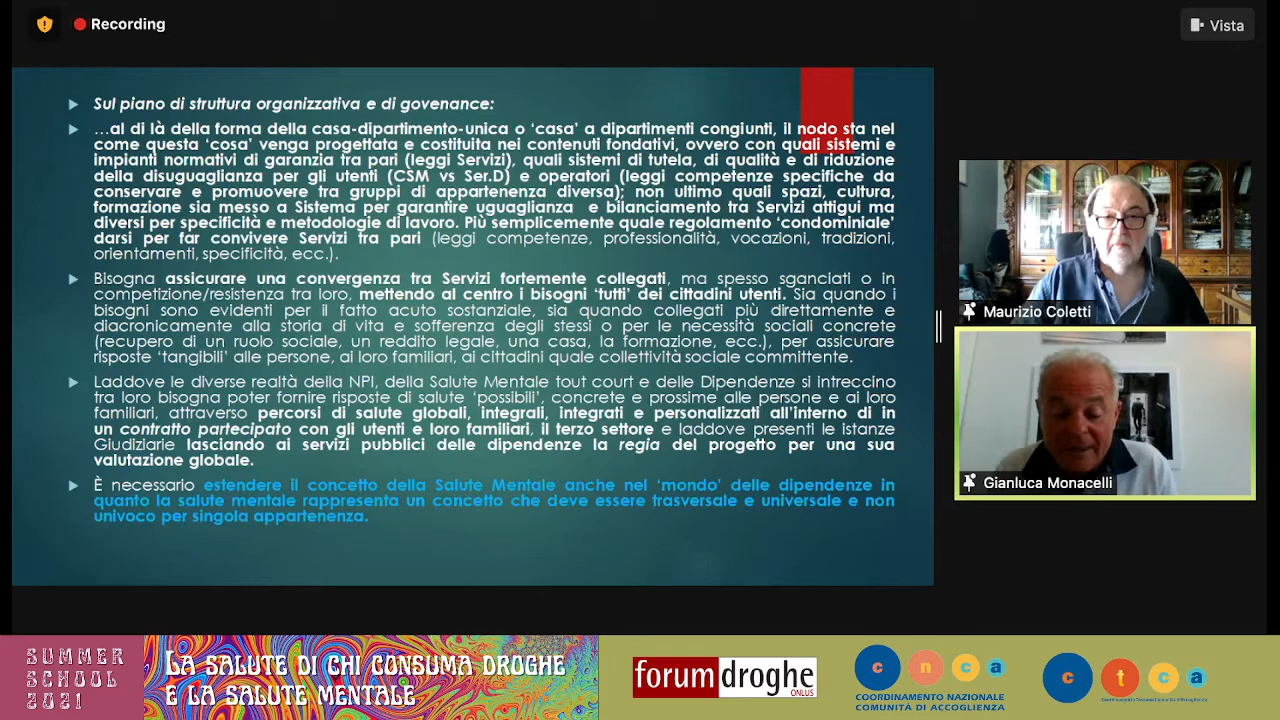 Recording
Vista
Sul piano di struttura organizzativa e di govenance:
…al di là della forma della casa-dipartimento-unica o ‘casa’ a dipartimenti congiunti, il nodo sta nel
come questa ‘cosa’ venga progettata e costituita nei contenuti fondativi, ovvero con quali sistemi e
impianti normativi di garanzia tra pari (leggi Servizi), quali sistemi di tutela, di qualità e di riduzione
della disuguaglianza per gli utenti (CSM vs Ser.D) e operatori (leggi competenze specifiche da
conservare e promuovere tra gruppi di appartenenza diversa); non ultimo quali spazi, cultura,
formazione sia messo a Sistema per garantire uguaglianza e bilanciamento tra Servizi attigui ma
diversi per specificità e metodologie di lavoro. Più semplicemente quale regolamento ‘condominiale’
darsi per far convivere Servizi tra pari (leggi competenze, professionalità, vocazioni, tradizioni,
orientamenti, specificità, ecc.).
Bisogna assicurare una convergenza tra Servizi fortemente collegati, ma spesso sganciati o in
competizione/resistenza tra loro, mettendo al centro i bisogni ‘tutti’ dei cittadini utenti. Sia quando i
bisogni sono evidenti per il fatto acuto sostanziale, sia quando collegati più direttamente e
diacronicamente alla storia di vita e sofferenza degli stessi o per le necessità sociali concrete
(recupero di un ruolo sociale, un reddito legale, una casa, la formazione, ecc.), per assicurare
risposte ‘tangibili’ alle persone, ai loro familiari, ai cittadini quale collettività sociale committente.
Laddove le diverse realtà della NPI, della Salute Mentale tout court e delle Dipendenze si intreccino
tra loro bisogna poter fornire risposte di salute ‘possibili’, concrete e prossime alle persone e ai loro
familiari, attraverso percorsi di salute globali, integrali, integrati e personalizzati all’interno di in
un contratto partecipato con gli utenti e loro familiari, il terzo settore e laddove presenti le istanze
Giudiziarie lasciando ai servizi pubblici delle dipendenze la regia del progetto per una sua
valutazione globale.
È necessario estendere il concetto della Salute Mentale anche nel ‘mondo’ delle dipendenze in
quanto la salute mentale rappresenta un concetto che deve essere trasversale e universale e non
univoco per singola appartenenza.
Maurizio Coletti
Gianluca Monacelli
SUMMER
SCHOOL
2021
LA SALUTE DI CHI CONSUMA DROGHE
E LA SALUTE MENTALE
forumdroghe
ONLUS
c n c a
COORDINAMENTO NAZIONALE
COMUNITÀ DI ACCOGLIENZA
c t c a